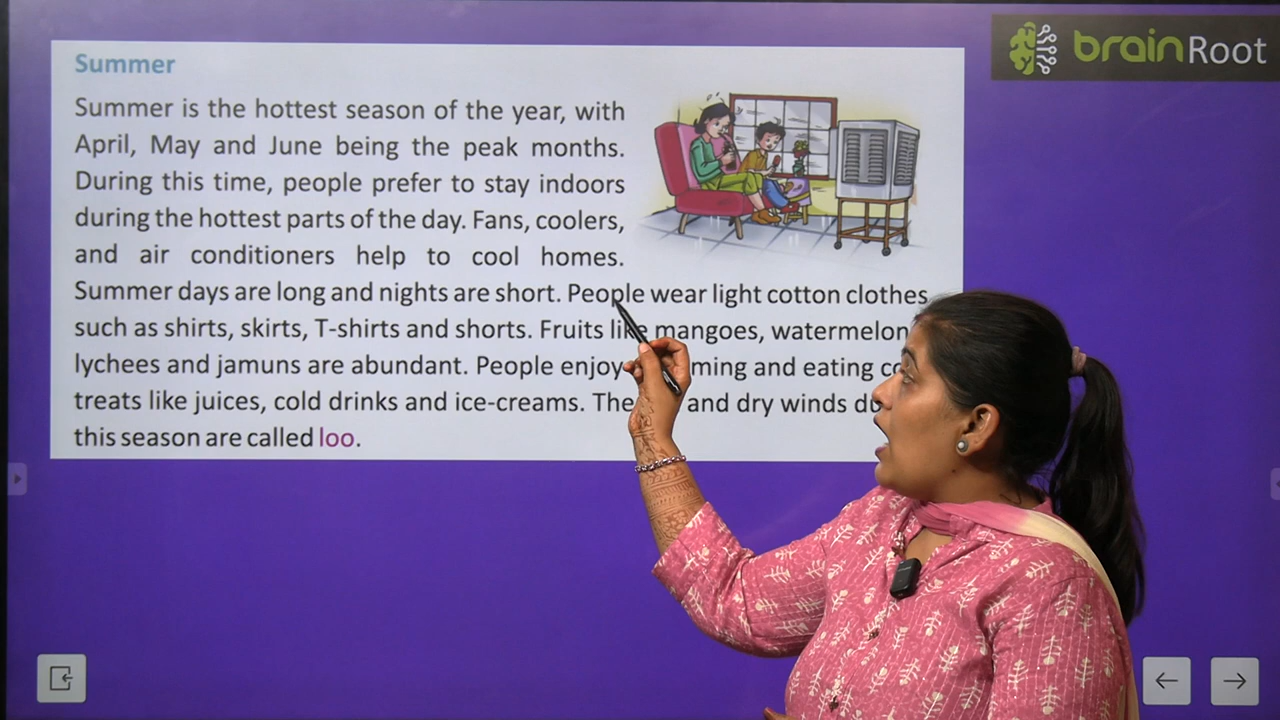 Summer
Summer is the hottest season of the year, with
April, May and June being the peak months.
During this time, people prefer to stay indoors
during the hottest parts of the day. Fans, coolers,
and air conditioners help to cool homes.
Summer days are long and nights are short. People wear light cotton clothes
such as shirts, skirts, T-shirts and shorts. Fruits like mangoes, watermelon
lychees and jamuns are abundant. People enjoy and eating
treats like juices, cold drinks and ice-creams. The and dry winds
this season are called loo.
brainRoot